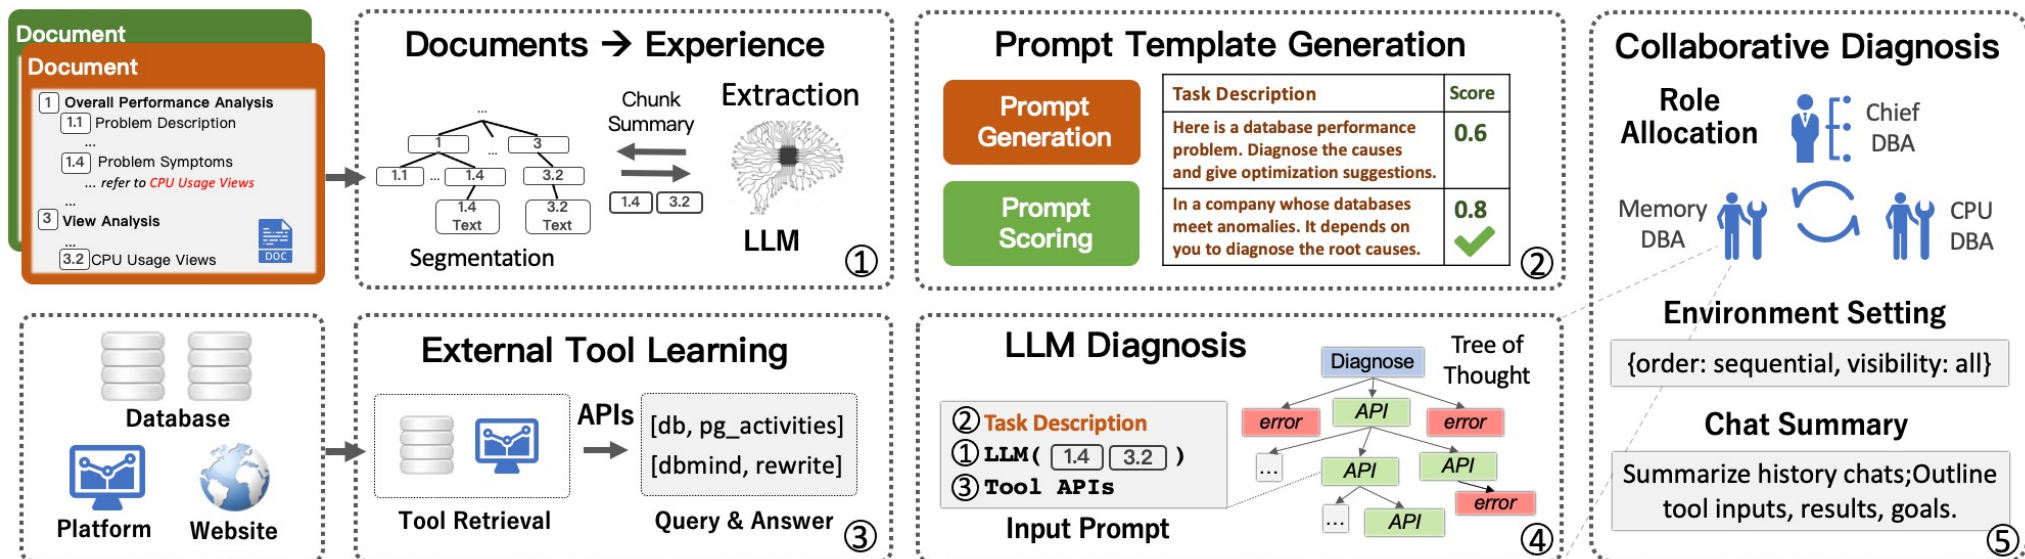 Document
Document
1 Overall Performance Analysis
1.1 Problem Description
...
1.4 Problem Symptoms
... refer to CPU Usage Views
...
3 View Analysis
...
3.2 CPU Usage Views
DOC
Documents → Experience
...
1 ... 3
1.1 ... 1.4 3.2
1.4
Text
3.2
Text
Segmentation
Chunk
Summary
1.4 3.2
Extraction
LLM
①
Prompt Template Generation
Prompt
Generation
Prompt
Scoring
Task Description Score
Here is a database performance
problem. Diagnose the causes
and give optimization suggestions.
0.6
In a company whose databases
meet anomalies. It depends on
you to diagnose the root causes.
0.8
②
Database
Platform
Website
External Tool Learning
Tool Retrieval
APIs
[db, pg_activities]
[dbmind, rewrite]
Query & Answer
③
LLM Diagnosis
② Task Description
① LLM( 1.4 3.2 )
③ Tool APIs
Input Prompt
Tree of
Thought
Diagnose
error API error
... API API
error
... API
④
Collaborative Diagnosis
Role
Allocation
Chief
DBA
Memory
DBA
CPU
DBA
Environment Setting
{order: sequential, visibility: all}
Chat Summary
Summarize history chats;Outline
tool inputs, results, goals.
⑤